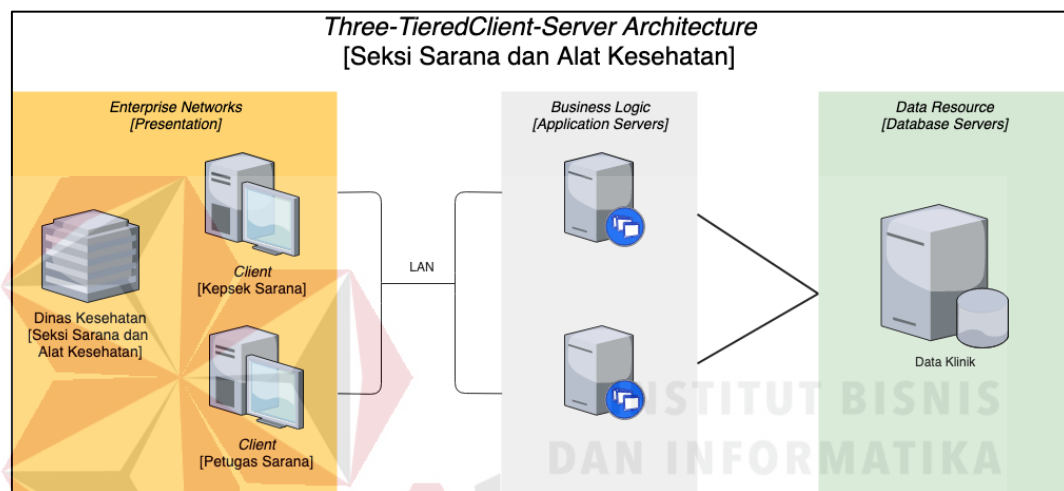 Three-TieredClient-Server Architecture
[Seksi Sarana dan Alat Kesehatan]
Enterprise Networks
[Presentation]
Business Logic
[Application Servers]
Data Resource
[Database Servers]
Client
[Kepsek Sarana]
LAN
Dinas Kesehatan
[Seksi Sarana dan
Alat Kesehatan]
Client
[Petugas Sarana]
Data Klinik
INSTITUT BISNIS
DAN INFORMATIKA